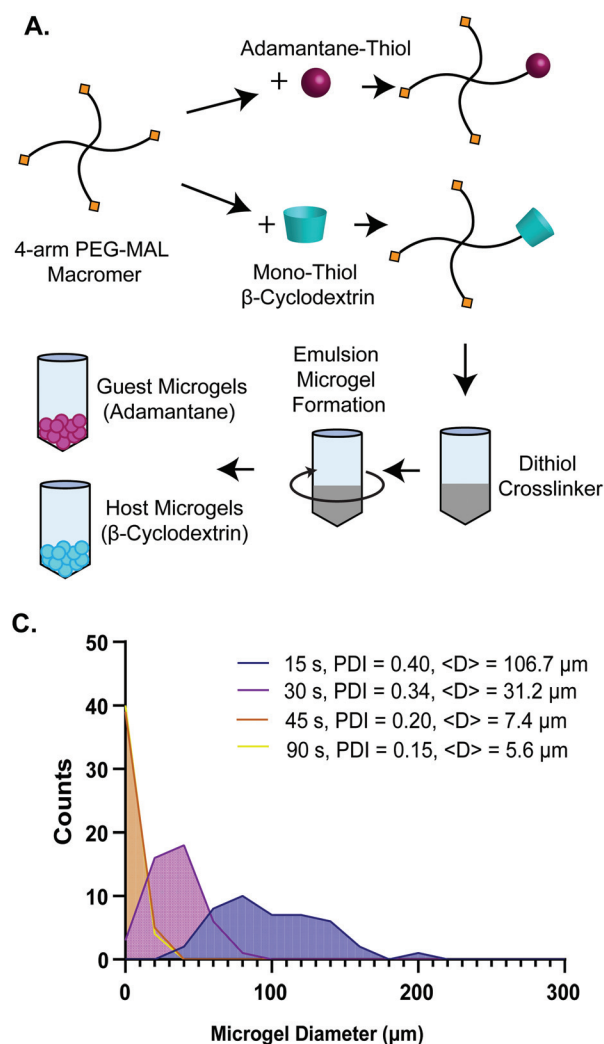 A.
Adamantane-Thiol
+
4-arm PEG-MAL
Macromer
+
Mono-Thiol
β-Cyclodextrin
Emulsion
Microgel
Formation
Guest Microgels
(Adamantane)
Dithiol
Crosslinker
Host Microgels
(β-Cyclodextrin)
C.
50
40
30
20
10
0
Counts
15 s, PDI = 0.40, <D> = 106.7 µm
30 s, PDI = 0.34, <D> = 31.2 µm
45 s, PDI = 0.20, <D> = 7.4 µm
90 s, PDI = 0.15, <D> = 5.6 µm
0 100 200 300
Microgel Diameter (µm)